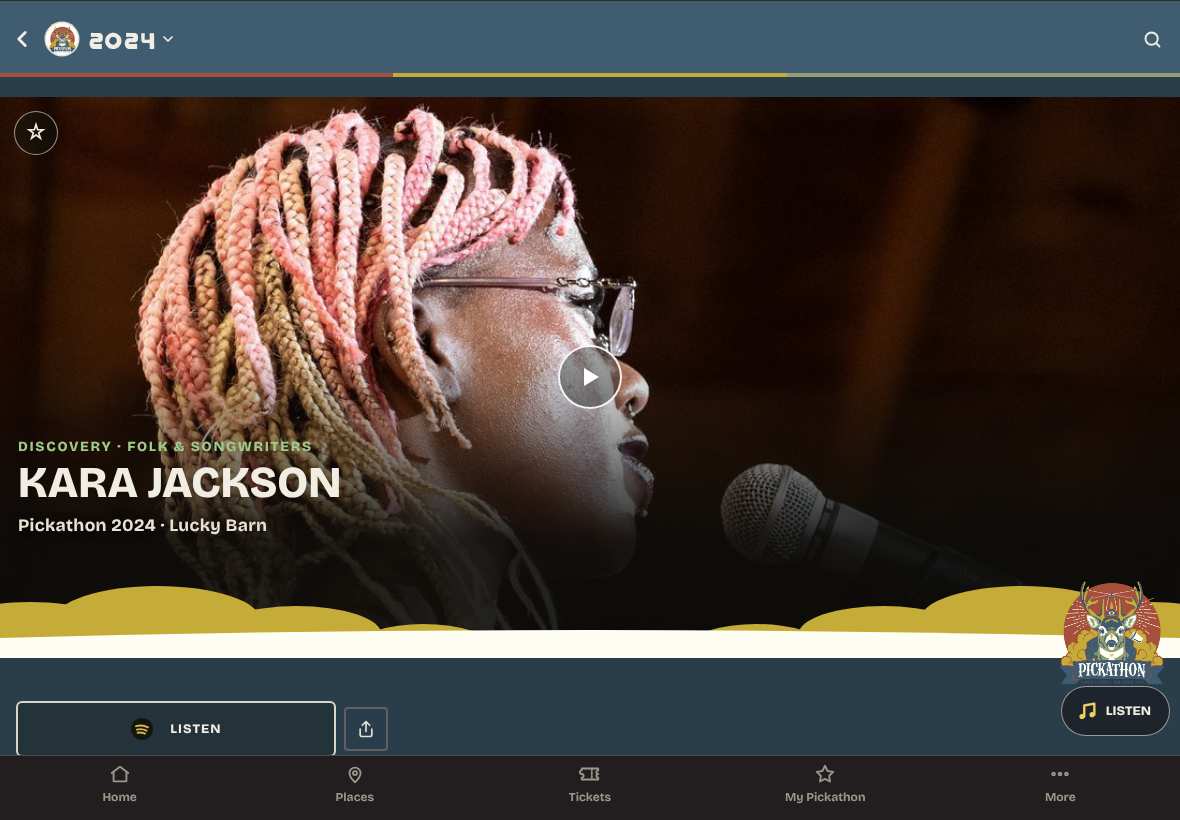 2024
DISCOVERY · FOLK & SONGWRITERS
KARA JACKSON
Pickathon 2024 · Lucky Barn
PICKATHON
LISTEN
LISTEN
Home
Places
Tickets
My Pickathon
More